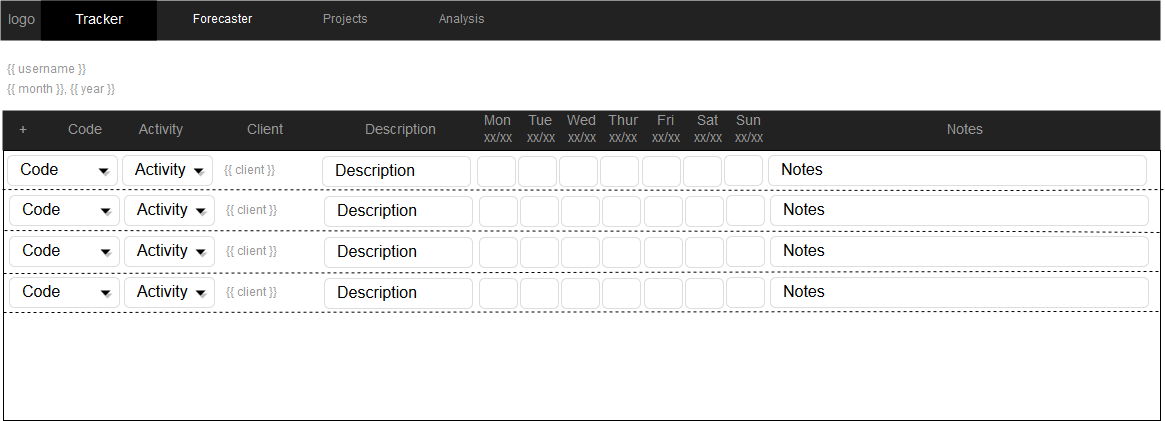 logo Tracker Forecaster Projects Analysis
{{ username }}
{{ month }}, {{ year }}
+ Code Activity Client Description Mon Tue Wed Thur Fri Sat Sun Notes
xx/xx xx/xx xx/xx xx/xx xx/xx xx/xx xx/xx
Code Activity {{ client }} Description Notes
Code Activity {{ client }} Description Notes
Code Activity {{ client }} Description Notes
Code Activity {{ client }} Description Notes